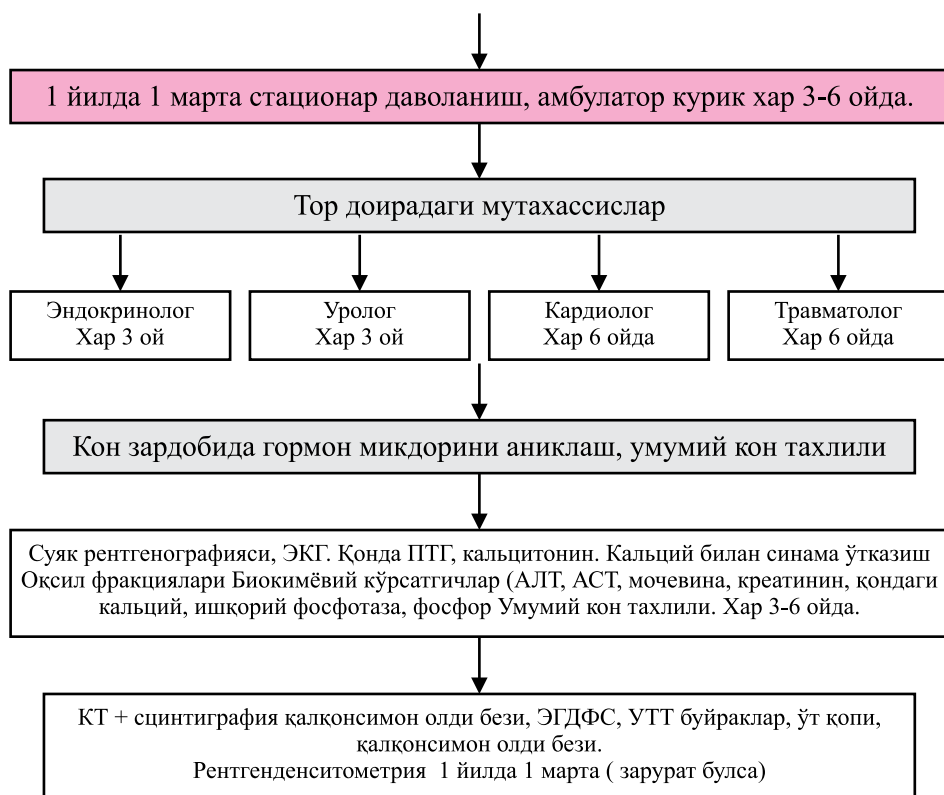 1 йилда 1 марта стационар даволаниш, амбулатор курик хар 3-6 ойда.
Тор доирадаги мутахассислар
Эндокринолог
Хар 3 ой
Уролог
Хар 3 ой
Кардиолог
Хар 6 ойда
Травматолог
Хар 6 ойда
Кон зардобида гормон микдорини аниклаш, умумий кон тахлили
Суяк рентгенографияси, ЭКГ. Қонда ПТГ, кальцитонин. Кальций билан синама ўтказиш
Оқсил фракциялари Биокимёвий кўрсатгичлар (АЛТ, АСТ, мочевина, креатинин, қондаги
кальций, ишқорий фосфотаза, фосфор Умумий кон тахлили. Хар 3-6 ойда.
КТ + сцинтиграфия қалқонсимон олди бези, ЭГДФС, УТТ буйраклар, ўт қопи,
қалқонсимон олди бези.
Рентгенденситометрия 1 йилда 1 марта ( зарурат булса)